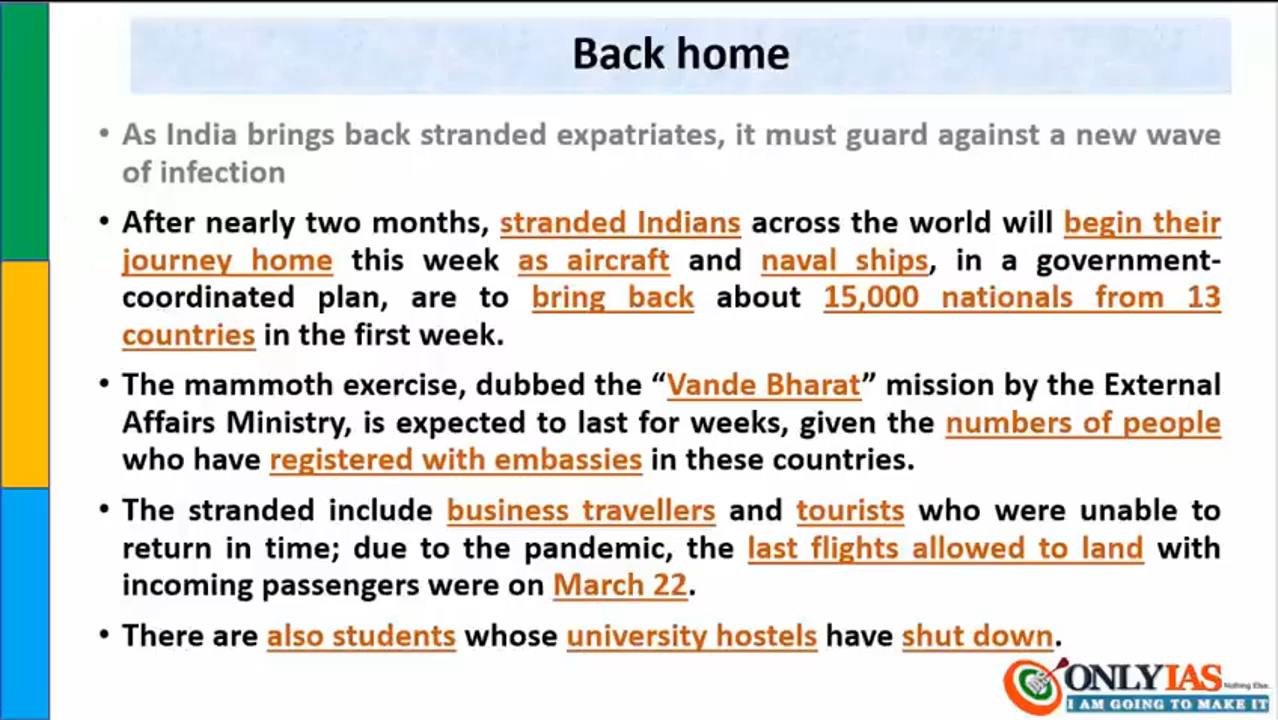 Back home
• As India brings back stranded expatriates, it must guard against a new wave
of infection
• After nearly two months, stranded Indians across the world will begin their
journey home this week as aircraft and naval ships, in a government-
coordinated plan, are to bring back about 15,000 nationals from 13
countries in the first week.
• The mammoth exercise, dubbed the “Vande Bharat” mission by the External
Affairs Ministry, is expected to last for weeks, given the numbers of people
who have registered with embassies in these countries.
• The stranded include business travellers and tourists who were unable to
return in time; due to the pandemic, the last flights allowed to land with
incoming passengers were on March 22.
• There are also students whose university hostels have shut down.
ONLYIAS Nothing Else..
I AM GOING TO MAKE IT